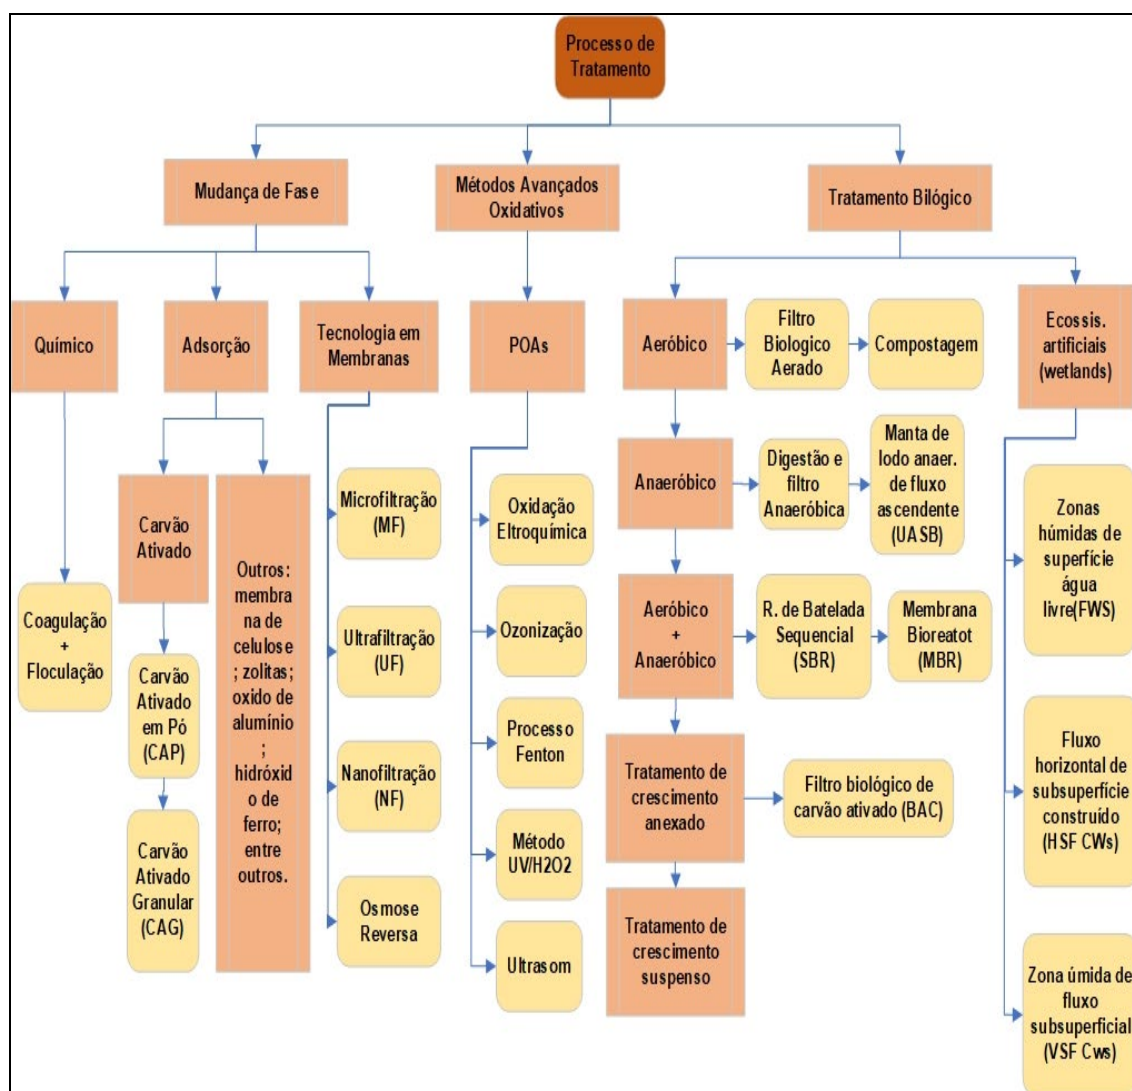 Processo de
Tratamento
Mudança de Fase
Métodos Avançados
Oxidativos
Tratamento Bilógico
Químico
Adsorção
Tecnologia em
Membranas
POAs
Aeróbico
Filtro
Biologico
Aerado
Compostagem
Ecossis.
artificiais
(wetlands)
Coagulação
+
Floculação
Carvão
Ativado
Carvão
Ativado
em Pó
(CAP)
Carvão
Ativado
Granular
(CAG)
Outros:
membra
na de
celulose
; zolitas;
oxido de
alumínio
;
hidróxid
o de
ferro;
entre
outros.
Microfiltração
(MF)
Ultrafiltração
(UF)
Nanofiltração
(NF)
Osmose
Reversa
Oxidação
Eltroquímica
Ozonização
Processo
Fenton
Método
UV/H2O2
Ultrasom
Anaeróbico
Digestão e
filtro
Anaeróbica
Manta de
lodo anaer.
de fluxo
ascendente
(UASB)
Aeróbico
+
Anaeróbico
R. de Batelada
Sequencial
(SBR)
Membrana
Bioreatot
(MBR)
Tratamento de
crescimento
anexado
Filtro biológico de
carvão ativado (BAC)
Tratamento de
crescimento
suspenso
Zonas
húmidas de
superfície
água
livre(FWS)
Fluxo
horizontal de
subsuperfície
construído
(HSF CWs)
Zona úmida de
fluxo
subsuperficial
(VSF Cws)